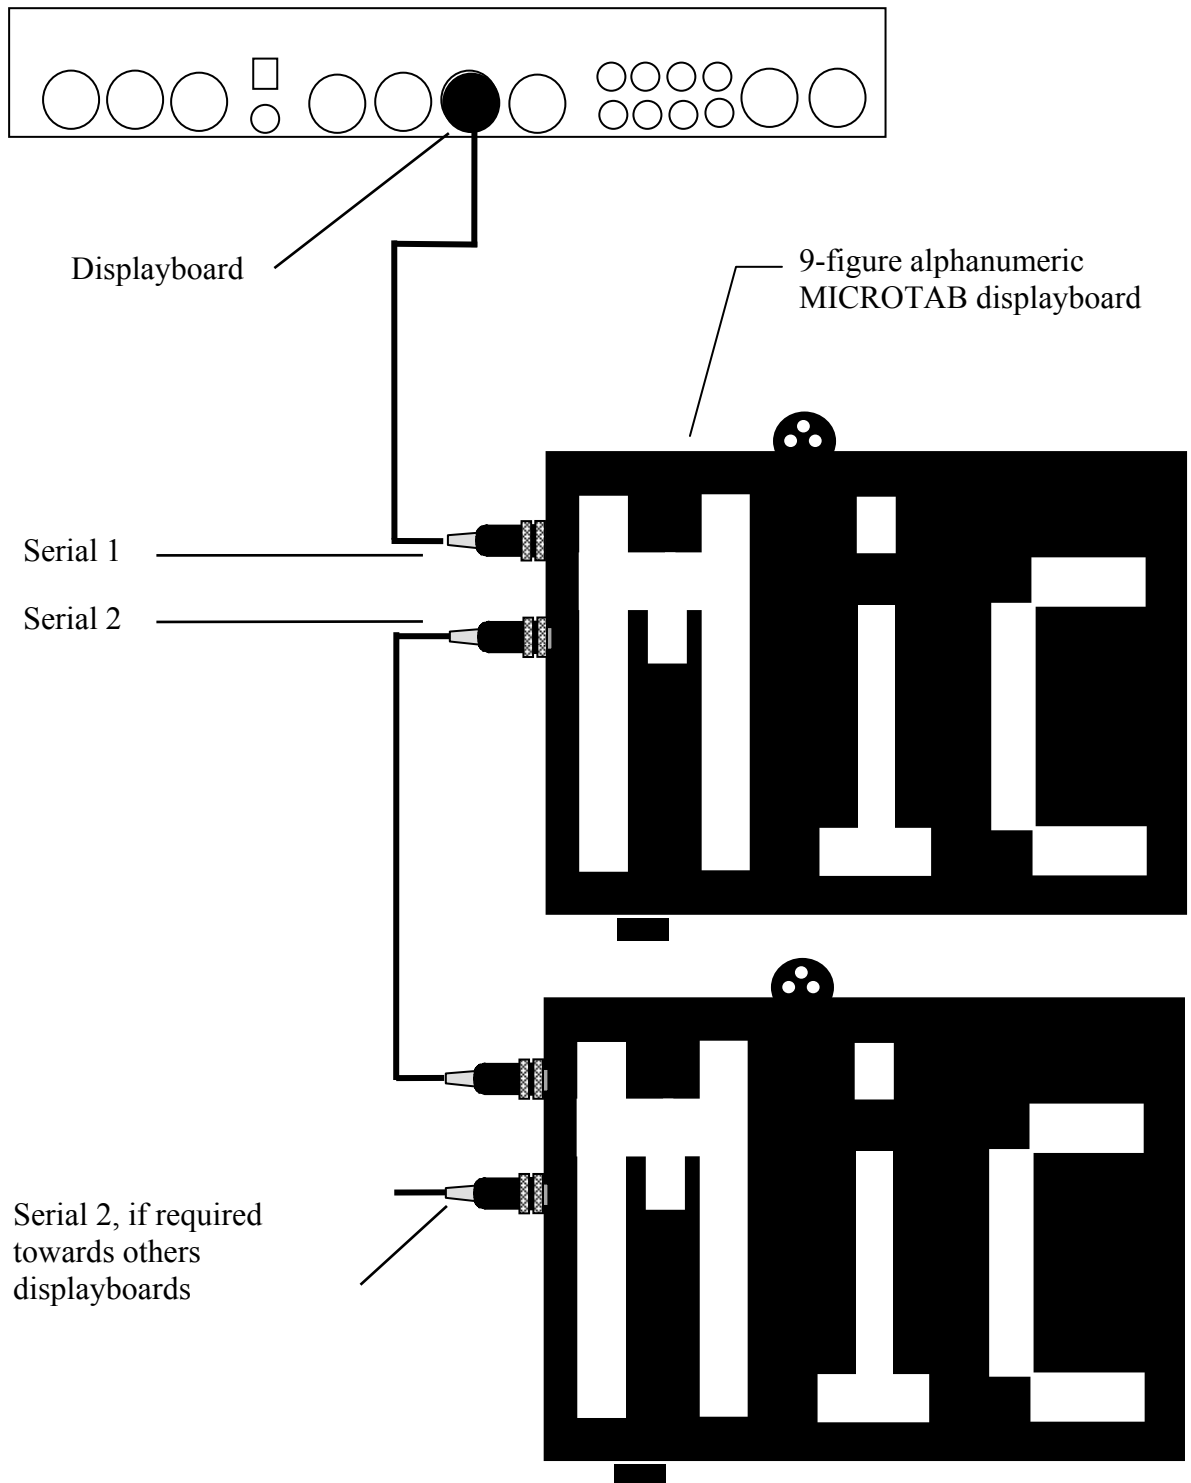 Displayboard
9-figure alphanumeric
MICROTAB displayboard
Serial 1
Serial 2
MiC
Serial 2, if required
towards others
displayboards
MiC